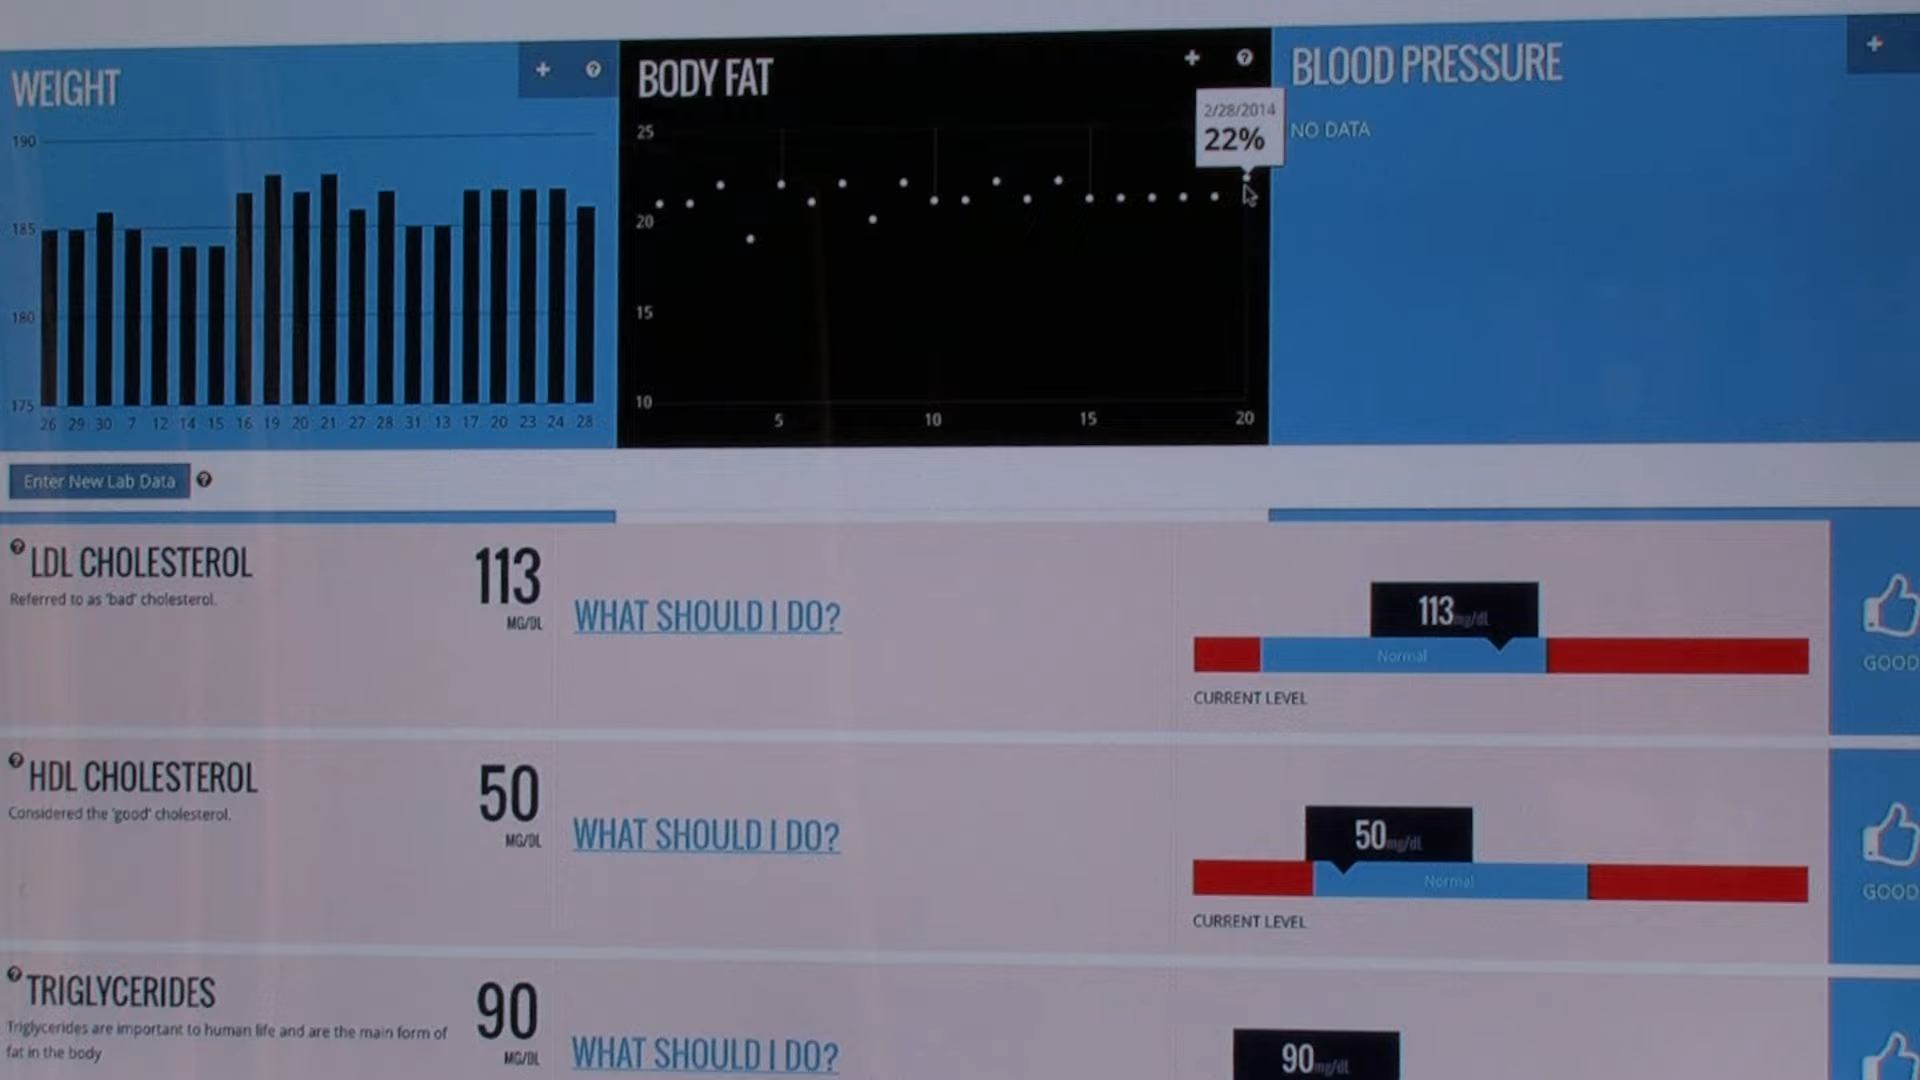 WEIGHT
+ ?
190
185
180
175
26 29 30 7 12 14 15 16 19 20 21 27 28 31 13 17 20 23 24 28
BODY FAT
+ ?
2/28/2014
22%
25
20
15
10
5 10 15 20
BLOOD PRESSURE
+
NO DATA
Enter New Lab Data ?
? LDL CHOLESTEROL
Referred to as 'bad' cholesterol.
113
MG/DL
WHAT SHOULD I DO?
113mg/dL
Normal
CURRENT LEVEL
GOOD
? HDL CHOLESTEROL
Considered the 'good' cholesterol.
50
MG/DL
WHAT SHOULD I DO?
50mg/dL
Normal
CURRENT LEVEL
GOOD
? TRIGLYCERIDES
Triglycerides are important to human life and are the main form of
fat in the body
90
MG/DL
WHAT SHOULD I DO?
90mg/dL